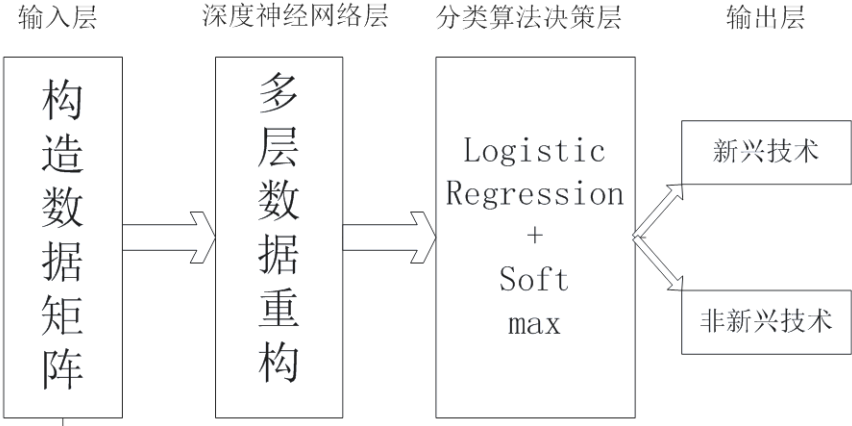 输入层
深度神经网络层
分类算法决策层
输出层
构造数据矩阵
多层数据重构
Logistic
Regression
+
Soft
max
新兴技术
非新兴技术